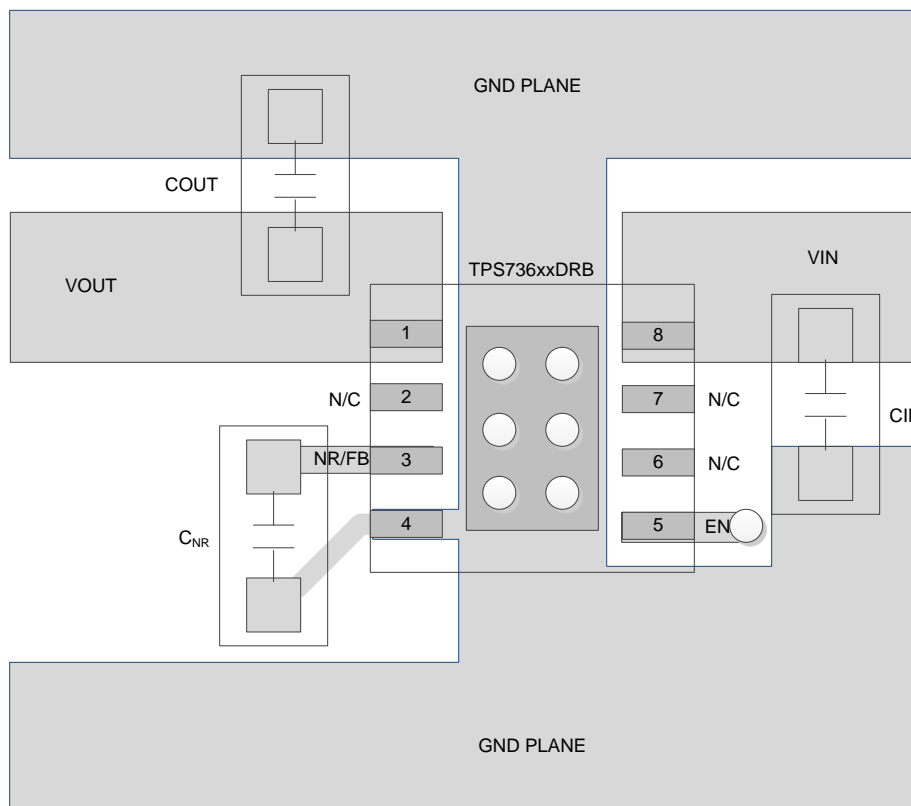 GND PLANE
COUT
TPS736xxDRB
VIN
VOUT
1
8
N/C
2
7
N/C
CI
NR/FB
3
6
N/C
4
5
EN
CNR
GND PLANE